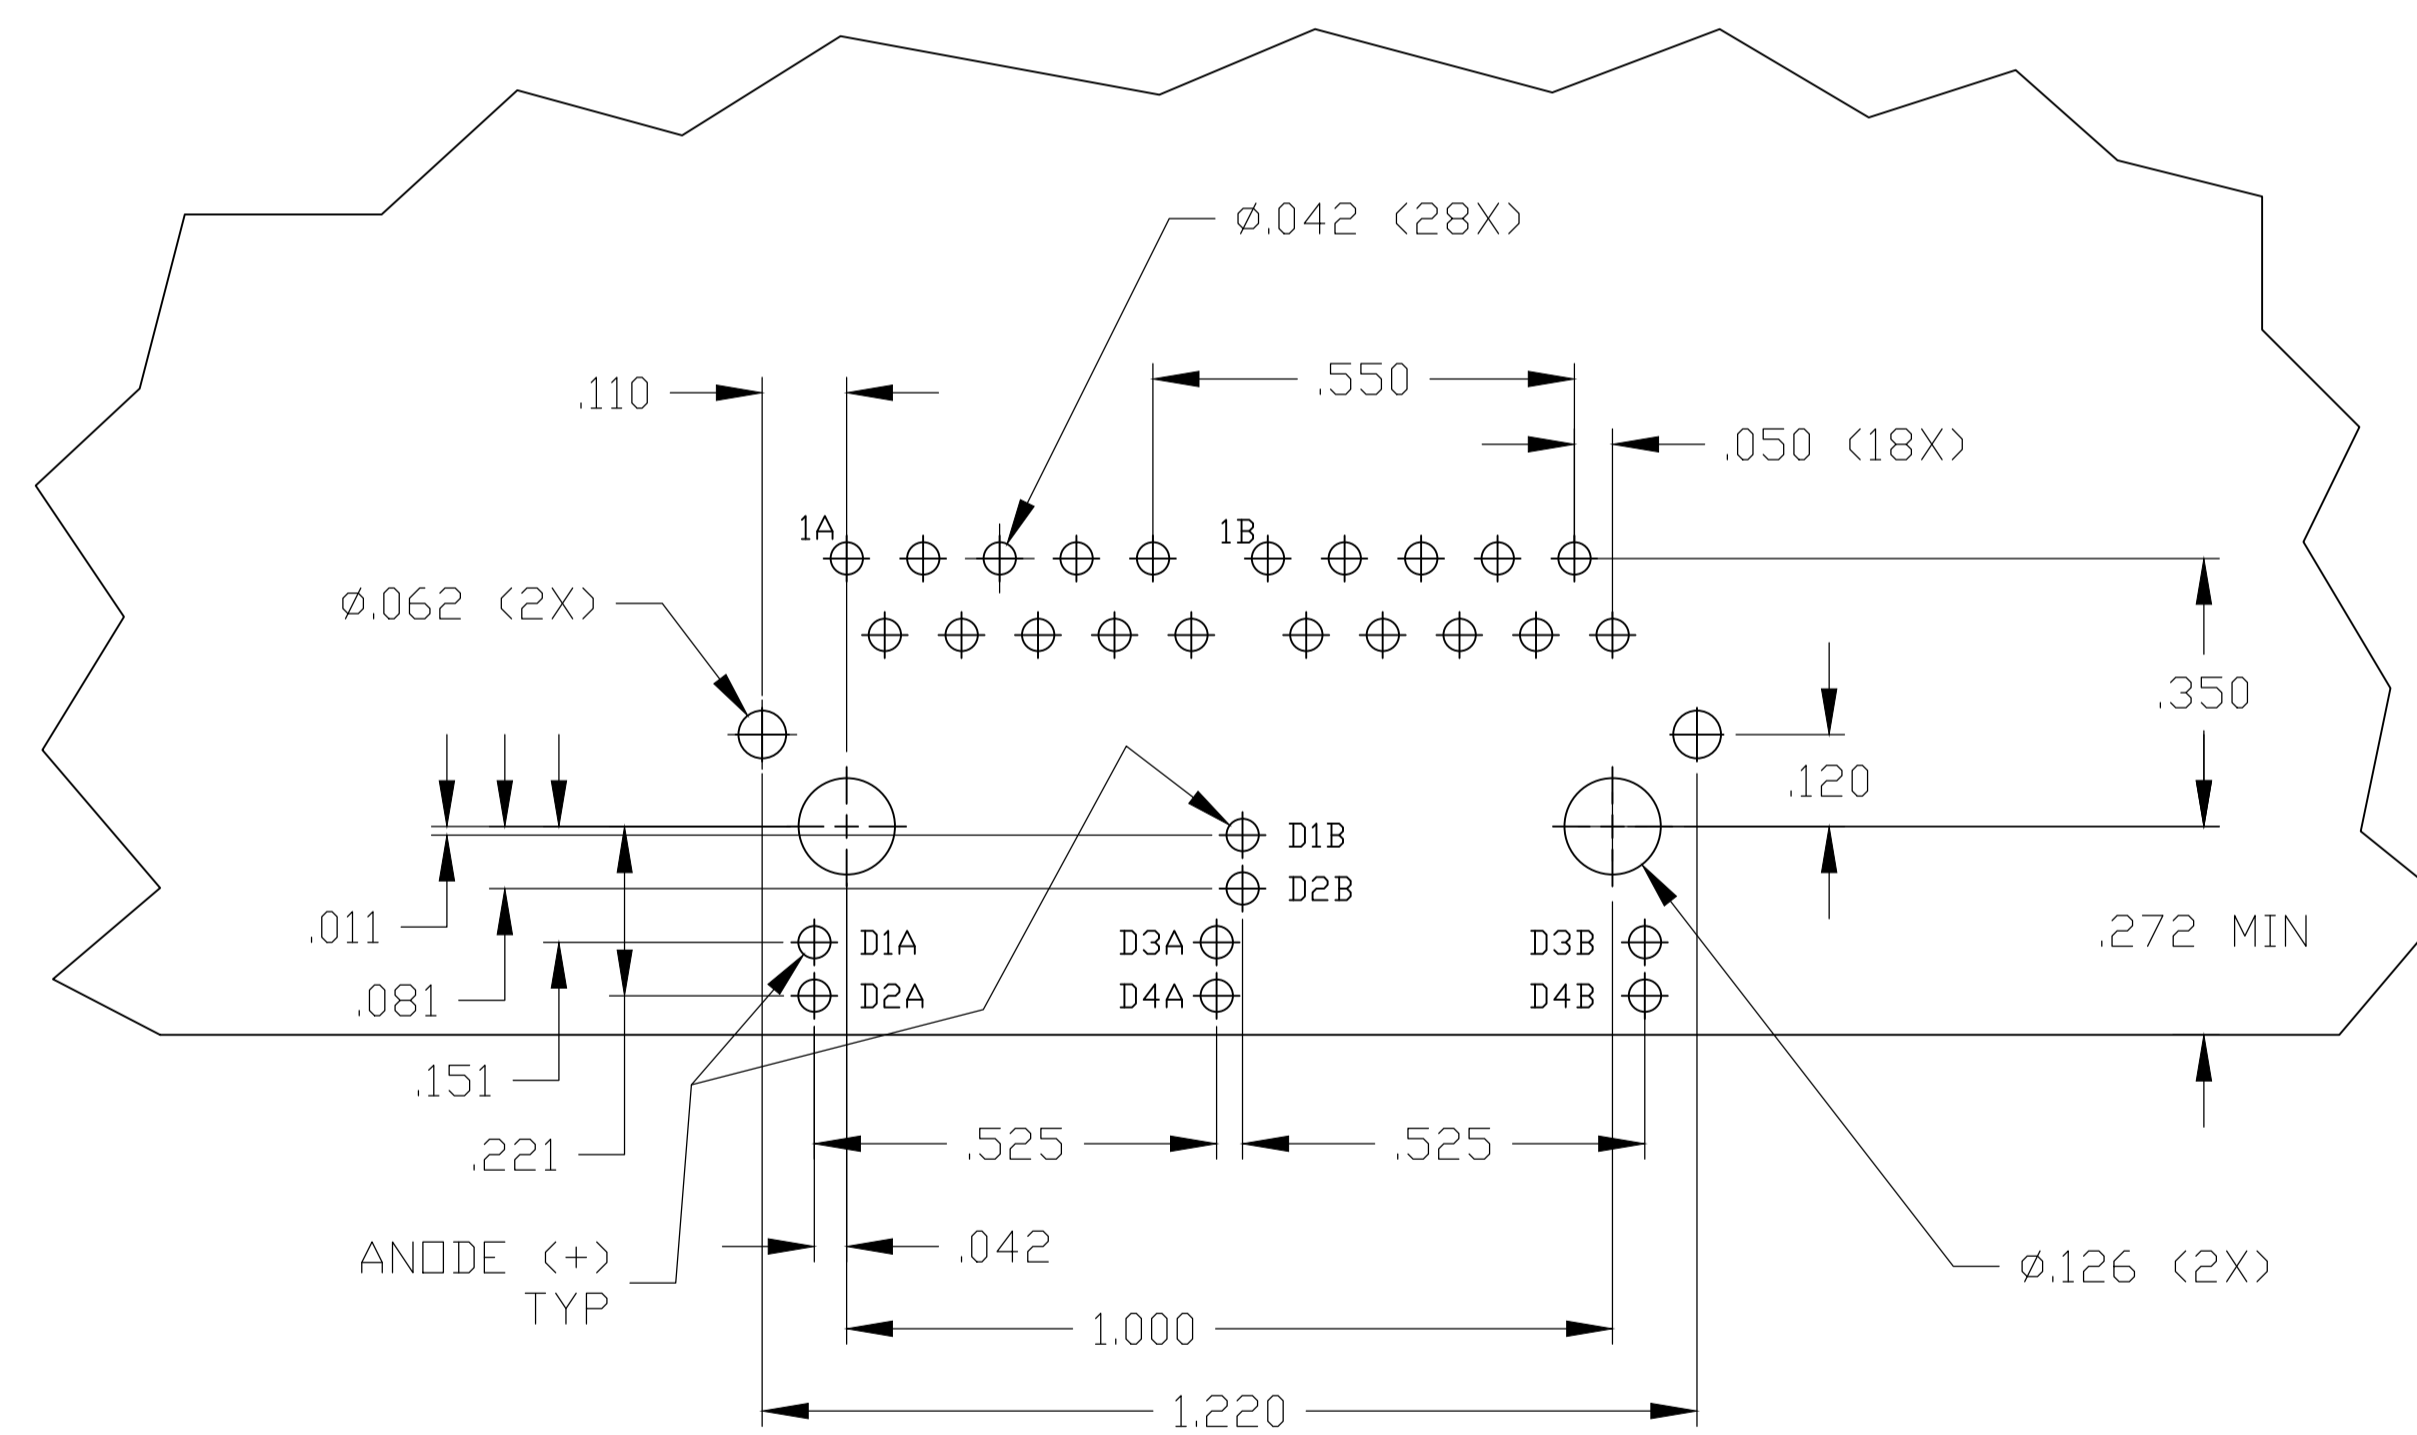 Ø.042 (28X)
.550
.110
.050 (18X)
1A
1B
Ø.062 (2X)
.350
.120
D1B
D2B
.011
D1A
D3A
D3B
.272 MIN
.081
D2A
D4A
D4B
.151
.221
.525
.525
ANODE (+)
TYP
.042
Ø.126 (2X)
1.000
1.220